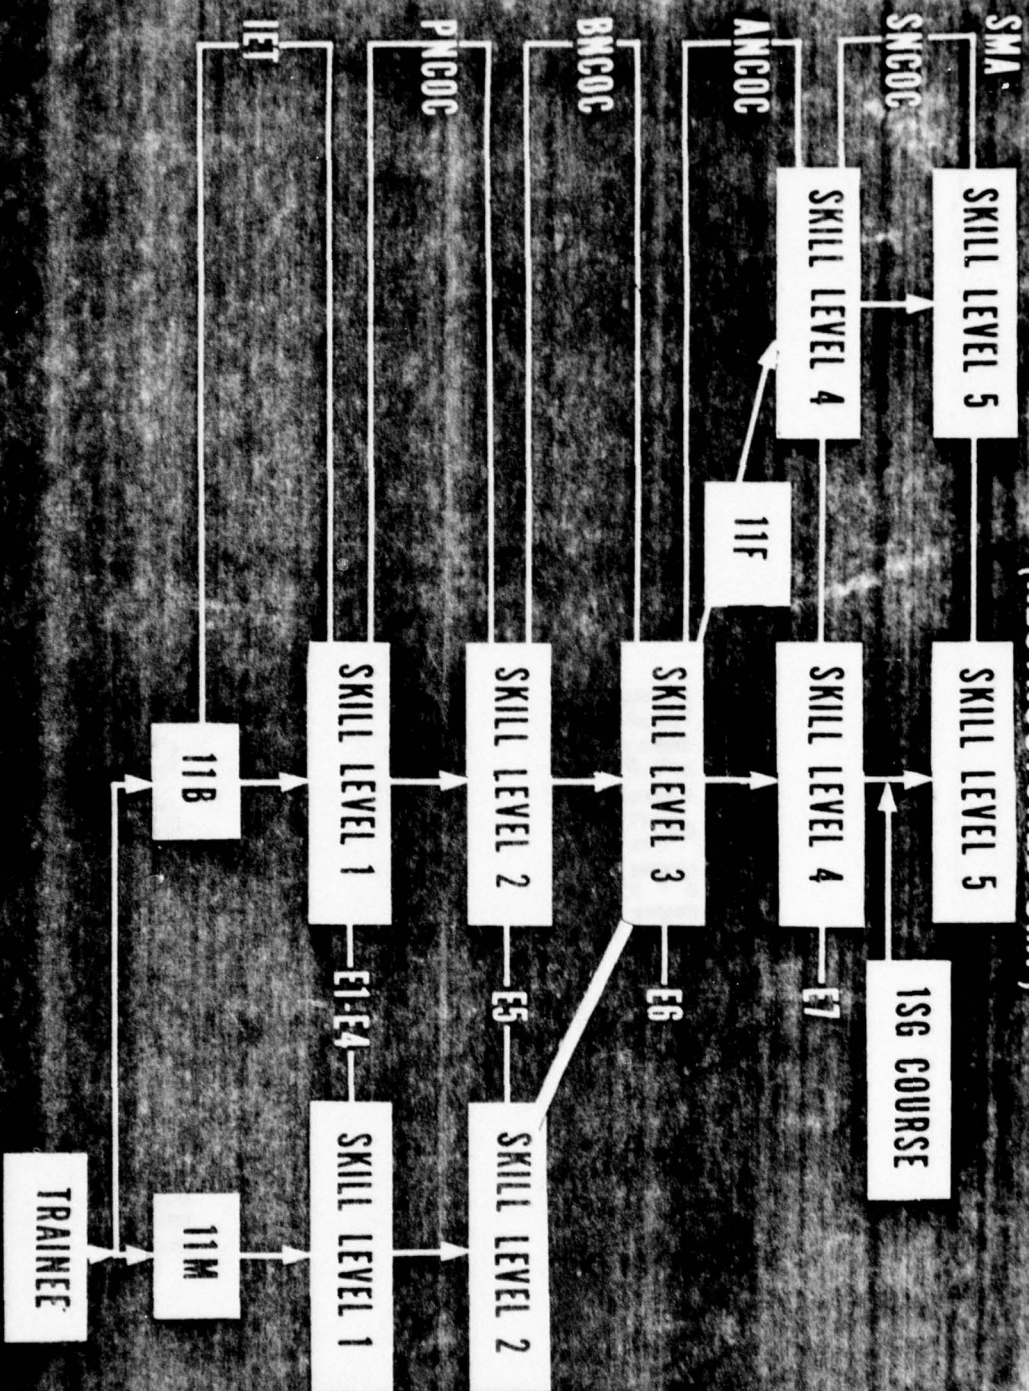 SMA
SKILL LEVEL 5
SKILL LEVEL 5
SNCOC
1SG COURSE
SKILL LEVEL 4
SKILL LEVEL 4
E7
ANCOC
11F
SKILL LEVEL 3
E6
BNCOC
SKILL LEVEL 2
E5
SKILL LEVEL 2
PNCOC
SKILL LEVEL 1
E1-E4
SKILL LEVEL 1
IET
11B
11M
TRAINEE